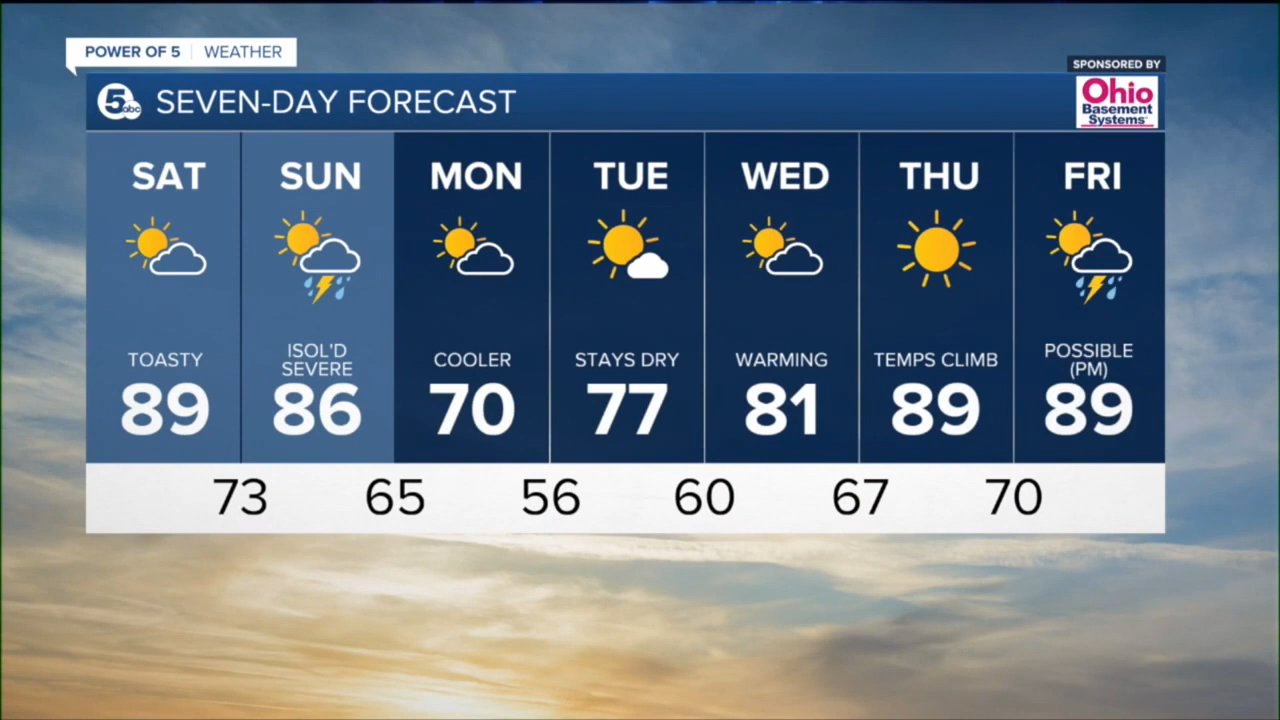 POWER OF 5 | WEATHER
SPONSORED BY
5 abc SEVEN-DAY FORECAST
Ohio
Basement
Systems
SAT SUN MON TUE WED THU FRI
TOASTY
ISOL'D
SEVERE
COOLER
STAYS DRY
WARMING
TEMPS CLIMB
POSSIBLE
(PM)
89 86 70 77 81 89 89
73 65 56 60 67 70